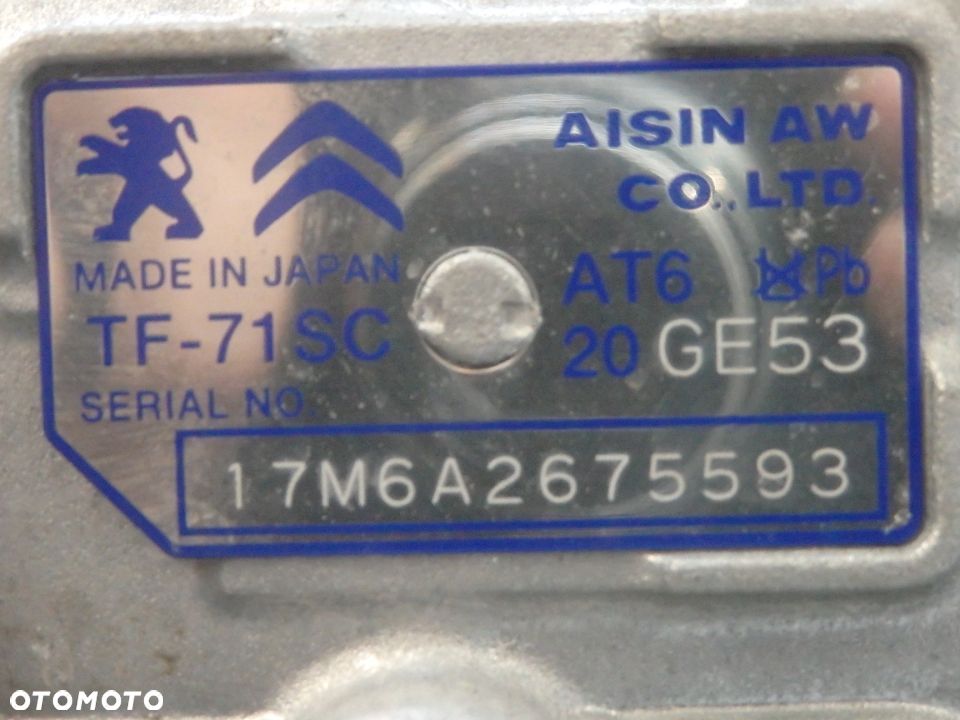 AISIN AW
CO.,LTD.
MADE IN JAPAN
AT6 Pb
TF-71SC
20 GE53
SERIAL NO.
17M6A2675593
OTOMOTO